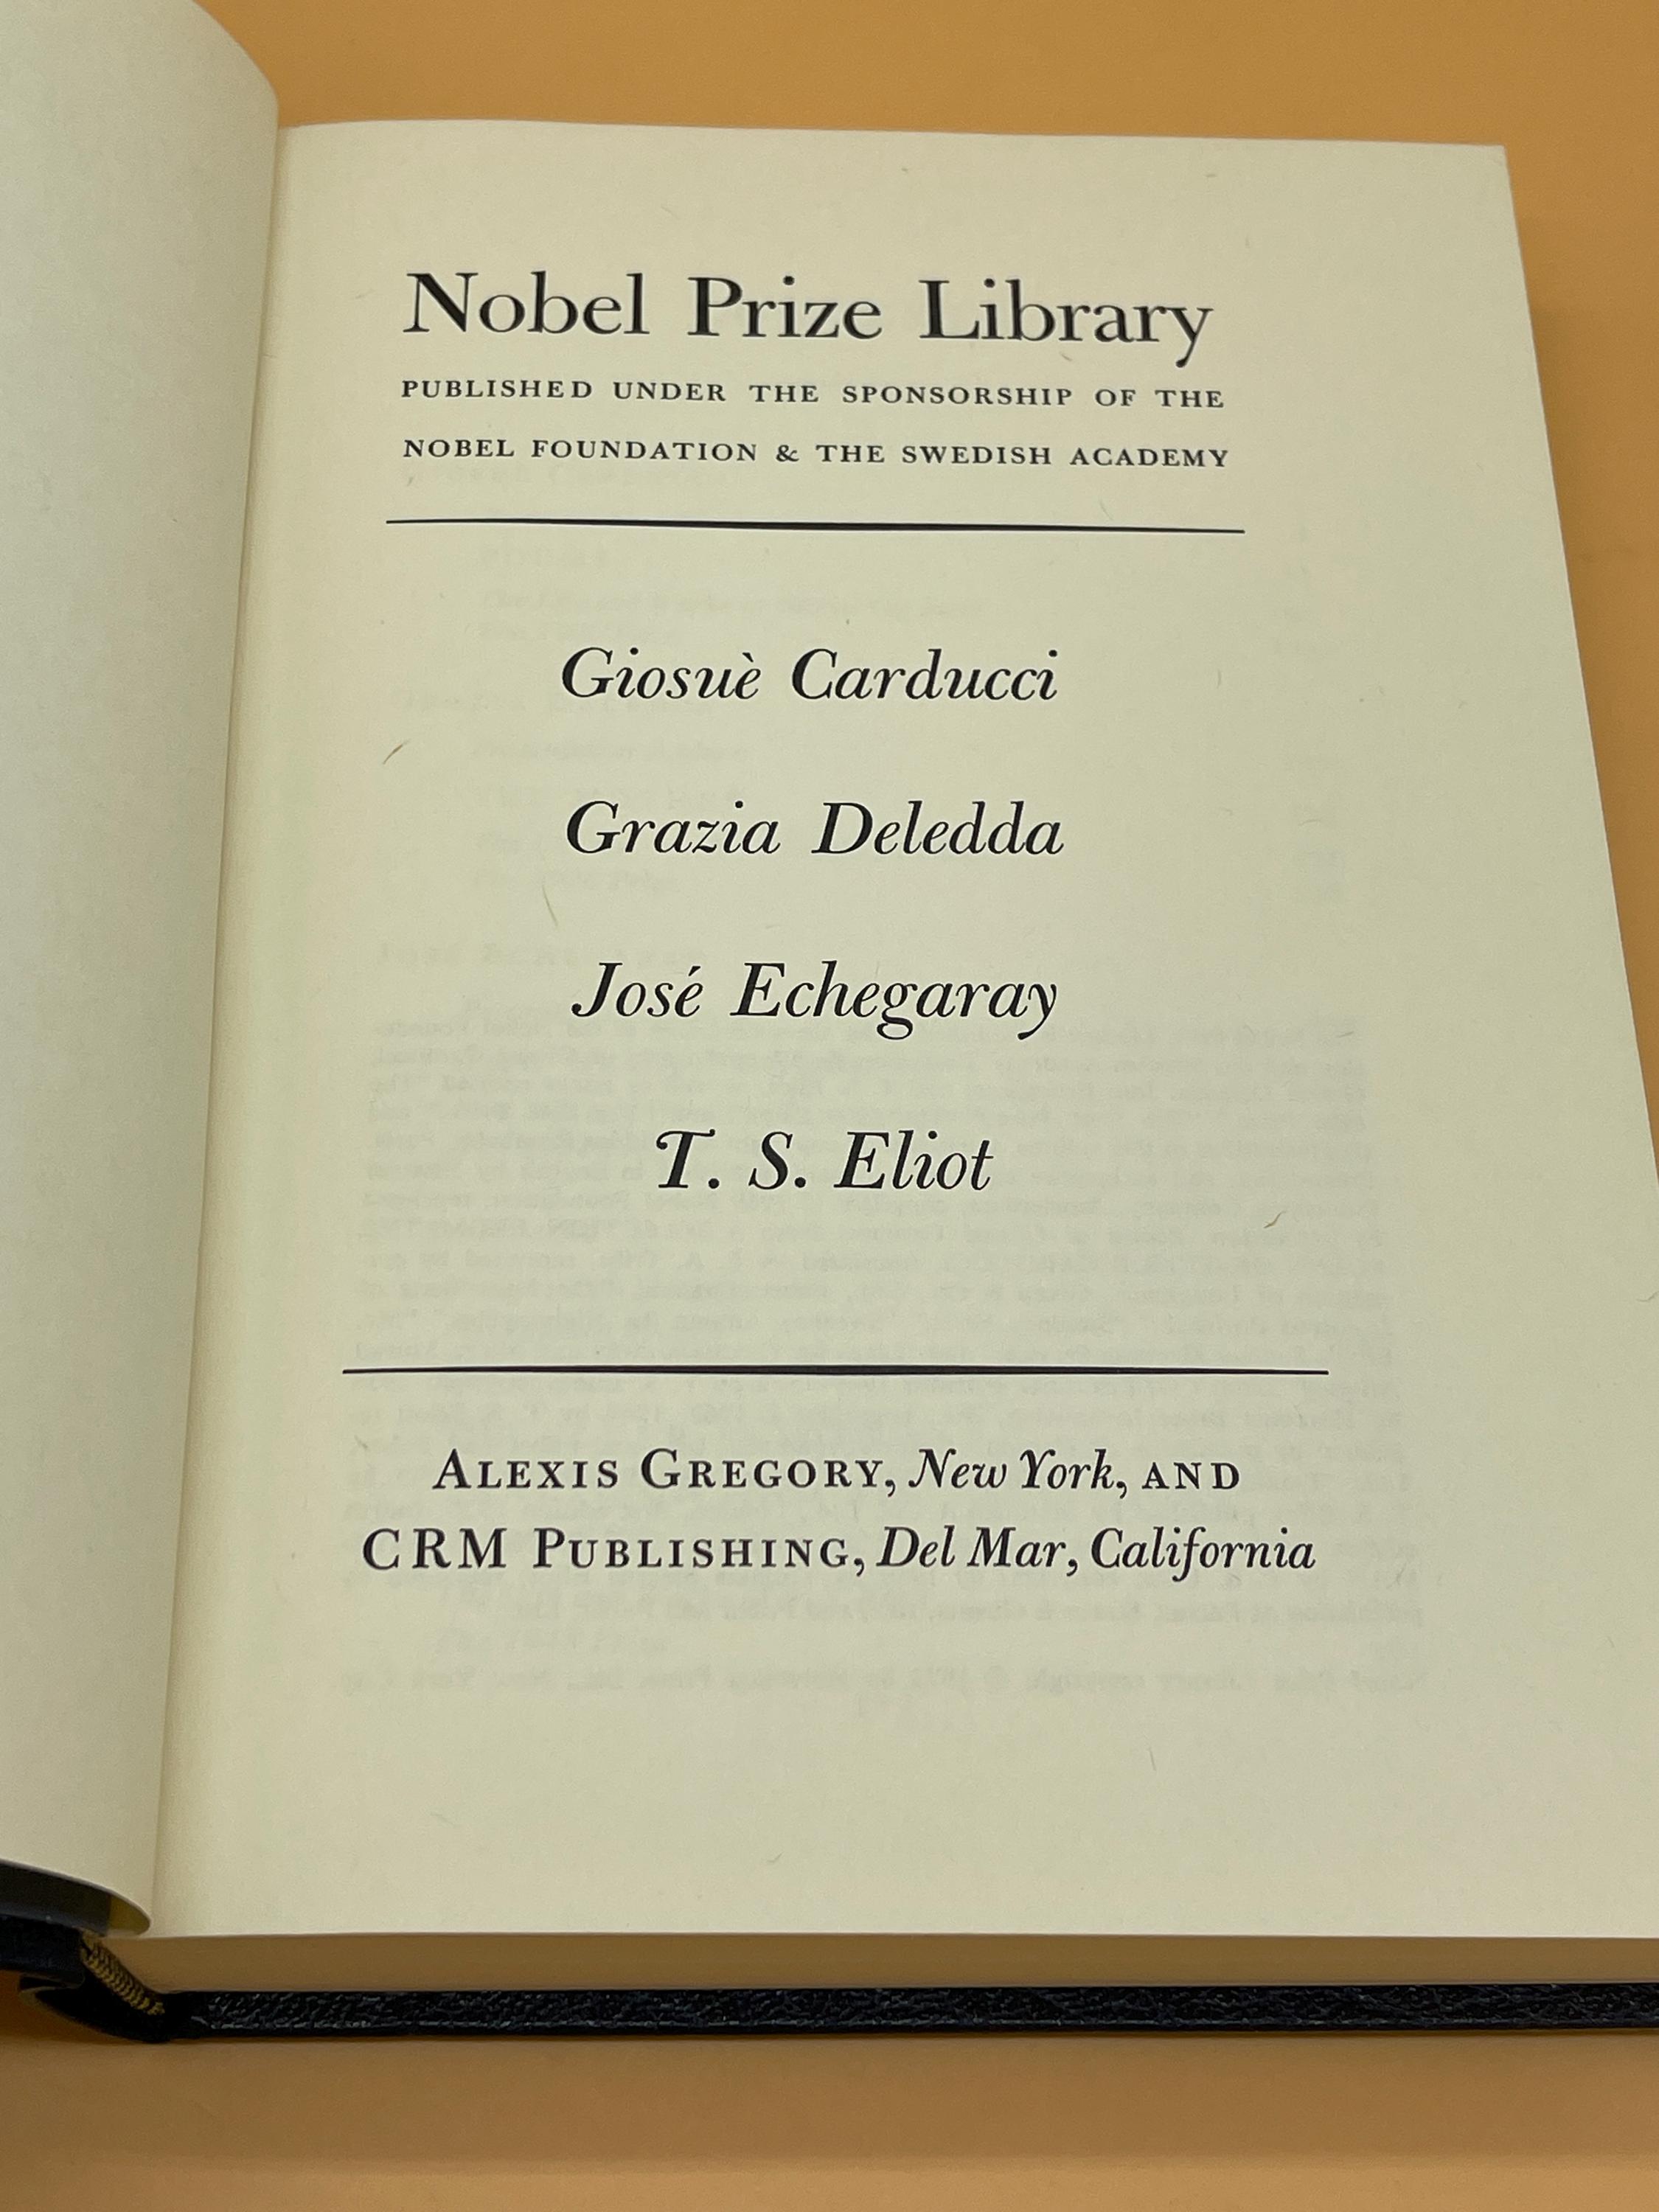 Nobel Prize Library
PUBLISHED UNDER THE SPONSORSHIP OF THE
NOBEL FOUNDATION & THE SWEDISH ACADEMY
Giosuè Carducci
Grazia Deledda
José Echegaray
T. S. Eliot
ALEXIS GREGORY, New York, AND
CRM PUBLISHING, Del Mar, California